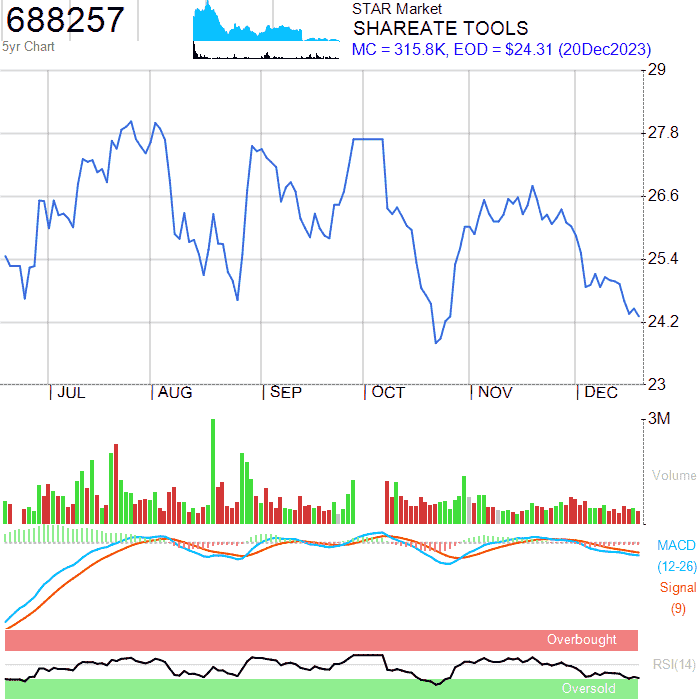 688257
5yr Chart
STAR Market
SHAREATE TOOLS
MC = 315.8K, EOD = $24.31 (20Dec2023)
29
27.8
26.6
25.4
24.2
23
JUL AUG SEP OCT NOV DEC
3M
Volume
MACD
(12-26)
Signal
(9)
Overbought
RSI(14)
Oversold